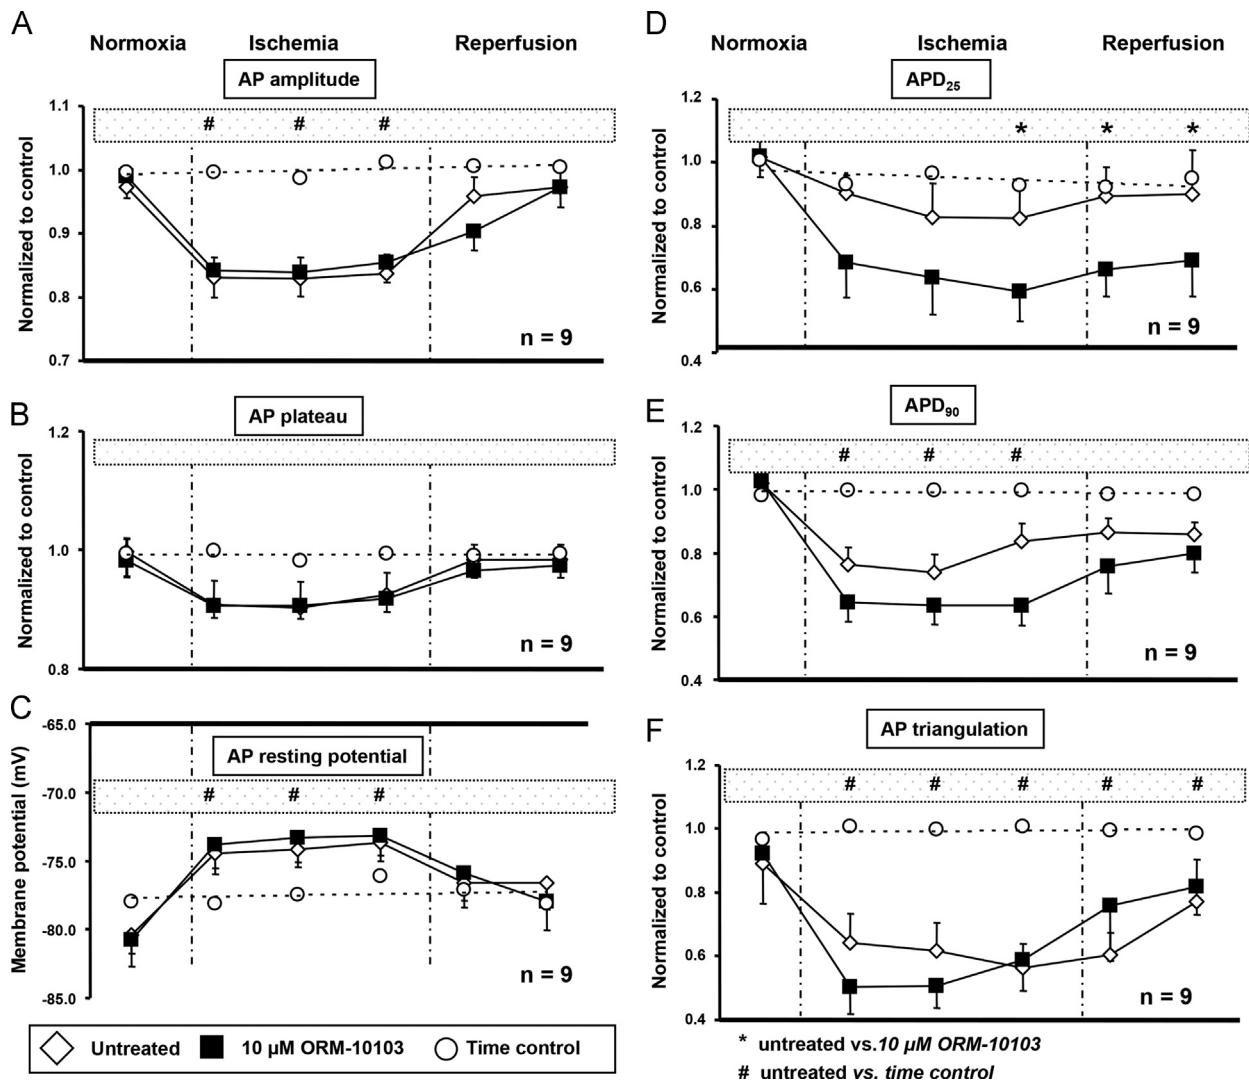 A
Normoxia Ischemia Reperfusion
AP amplitude
Normalized to control
1.1
1.0
0.9
0.8
0.7
# # #
n = 9
B
AP plateau
Normalized to control
1.2
1.0
0.8
n = 9
C
AP resting potential
Membrane potential (mV)
-65.0
-70.0
-75.0
-80.0
-85.0
# # #
n = 9
Untreated 10 µM ORM-10103 Time control
D
Normoxia Ischemia Reperfusion
APD25
Normalized to control
1.2
1.0
0.8
0.6
0.4
* * *
n = 9
E
APD90
Normalized to control
1.2
1.0
0.8
0.6
0.4
# # #
n = 9
F
AP triangulation
Normalized to control
1.2
1.0
0.8
0.6
0.4
# # # # #
n = 9
* untreated vs.10 µM ORM-10103
# untreated vs. time control